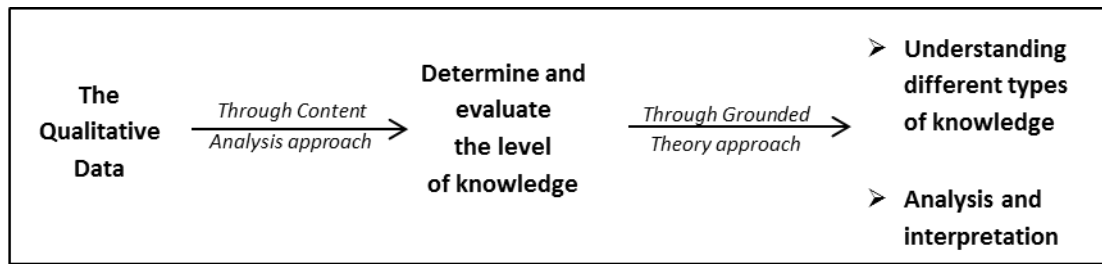 The
Qualitative
Data
Through Content
Analysis approach
Determine and
evaluate
the level
of knowledge
Through Grounded
Theory approach
➢ Understanding
different types
of knowledge
➢ Analysis and
interpretation